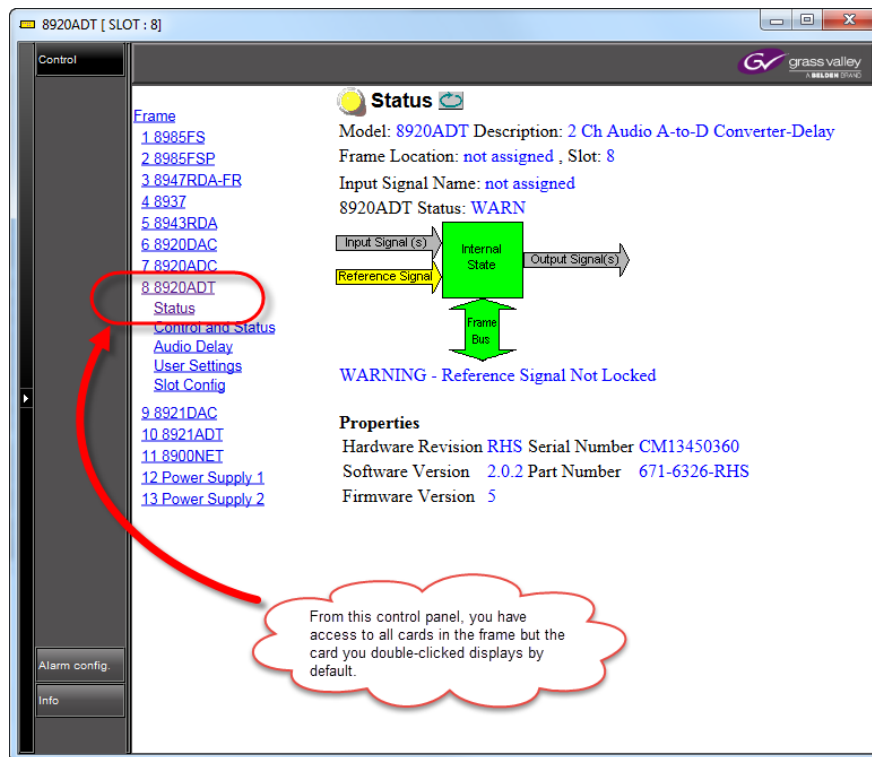 8920ADT [ SLOT : 8]
Control
GV grass valley
A BELDEN BRAND
Frame
1 8985FS
2 8985FSP
3 8947RDA-FR
4 8937
5 8943RDA
6 8920DAC
7 8920ADC
8 8920ADT
Status
Control and Status
Audio Delay
User Settings
Slot Config
9 8921DAC
10 8921ADT
11 8900NET
12 Power Supply 1
13 Power Supply 2
Status
Model: 8920ADT Description: 2 Ch Audio A-to-D Converter-Delay
Frame Location: not assigned , Slot: 8
Input Signal Name: not assigned
8920ADT Status: WARN
Input Signal (s)
Reference Signal
Internal
State
Output Signal(s)
Frame
Bus
WARNING - Reference Signal Not Locked
Properties
Hardware Revision RHS Serial Number CM13450360
Software Version 2.0.2 Part Number 671-6326-RHS
Firmware Version 5
From this control panel, you have
access to all cards in the frame but the
card you double-clicked displays by
default.
Alarm config.
Info